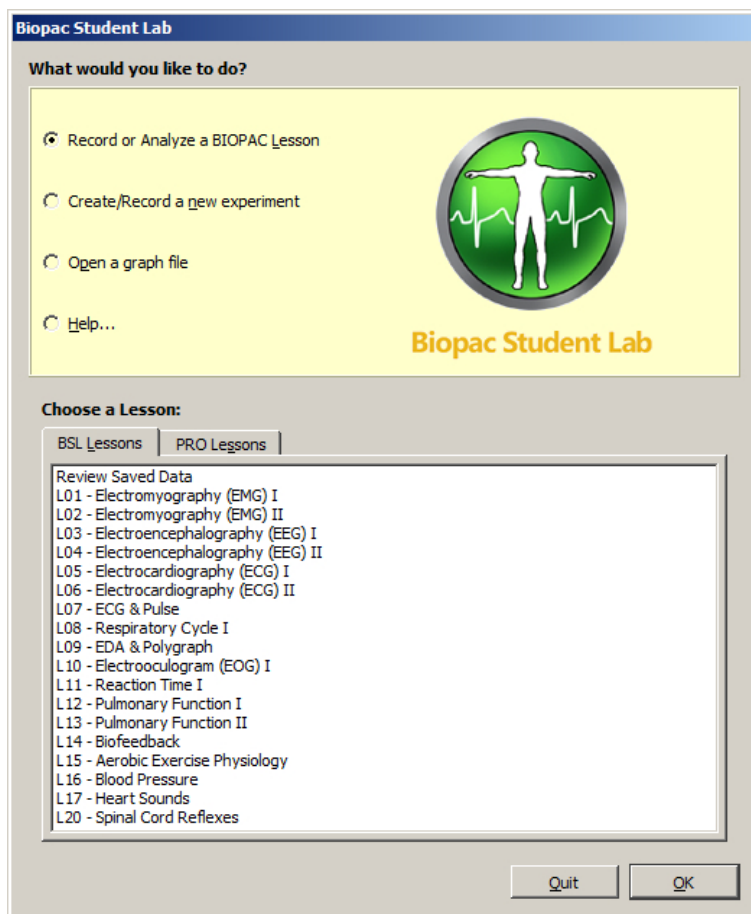 Biopac Student Lab
What would you like to do?
Record or Analyze a BIOPAC Lesson
Create/Record a new experiment
Open a graph file
Help...
Biopac Student Lab
Choose a Lesson:
BSL Lessons
PRO Lessons
Review Saved Data
L01 - Electromyography (EMG) I
L02 - Electromyography (EMG) II
L03 - Electroencephalography (EEG) I
L04 - Electroencephalography (EEG) II
L05 - Electrocardiography (ECG) I
L06 - Electrocardiography (ECG) II
L07 - ECG & Pulse
L08 - Respiratory Cycle I
L09 - EDA & Polygraph
L10 - Electrooculogram (EOG) I
L11 - Reaction Time I
L12 - Pulmonary Function I
L13 - Pulmonary Function II
L14 - Biofeedback
L15 - Aerobic Exercise Physiology
L16 - Blood Pressure
L17 - Heart Sounds
L20 - Spinal Cord Reflexes
Quit
OK